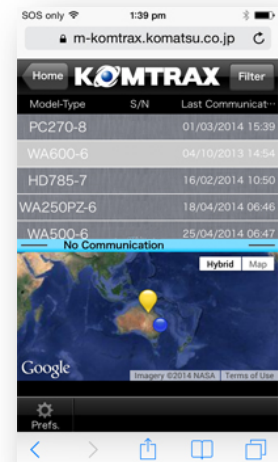 SOS only 1:39 pm
m-komtrax.komatsu.co.jp
Home KOMTRAX Filter
Model-Type S/N Last Communicat…
PC270-8 01/03/2014 15:39
WA600-6 04/10/2013 14:54
HD785-7 16/02/2014 10:50
WA250PZ-6 18/04/2014 06:46
WA500-6 25/04/2014 06:47
No Communication
Hybrid Map
Google Imagery ©2014 NASA Terms of Use
Prefs.